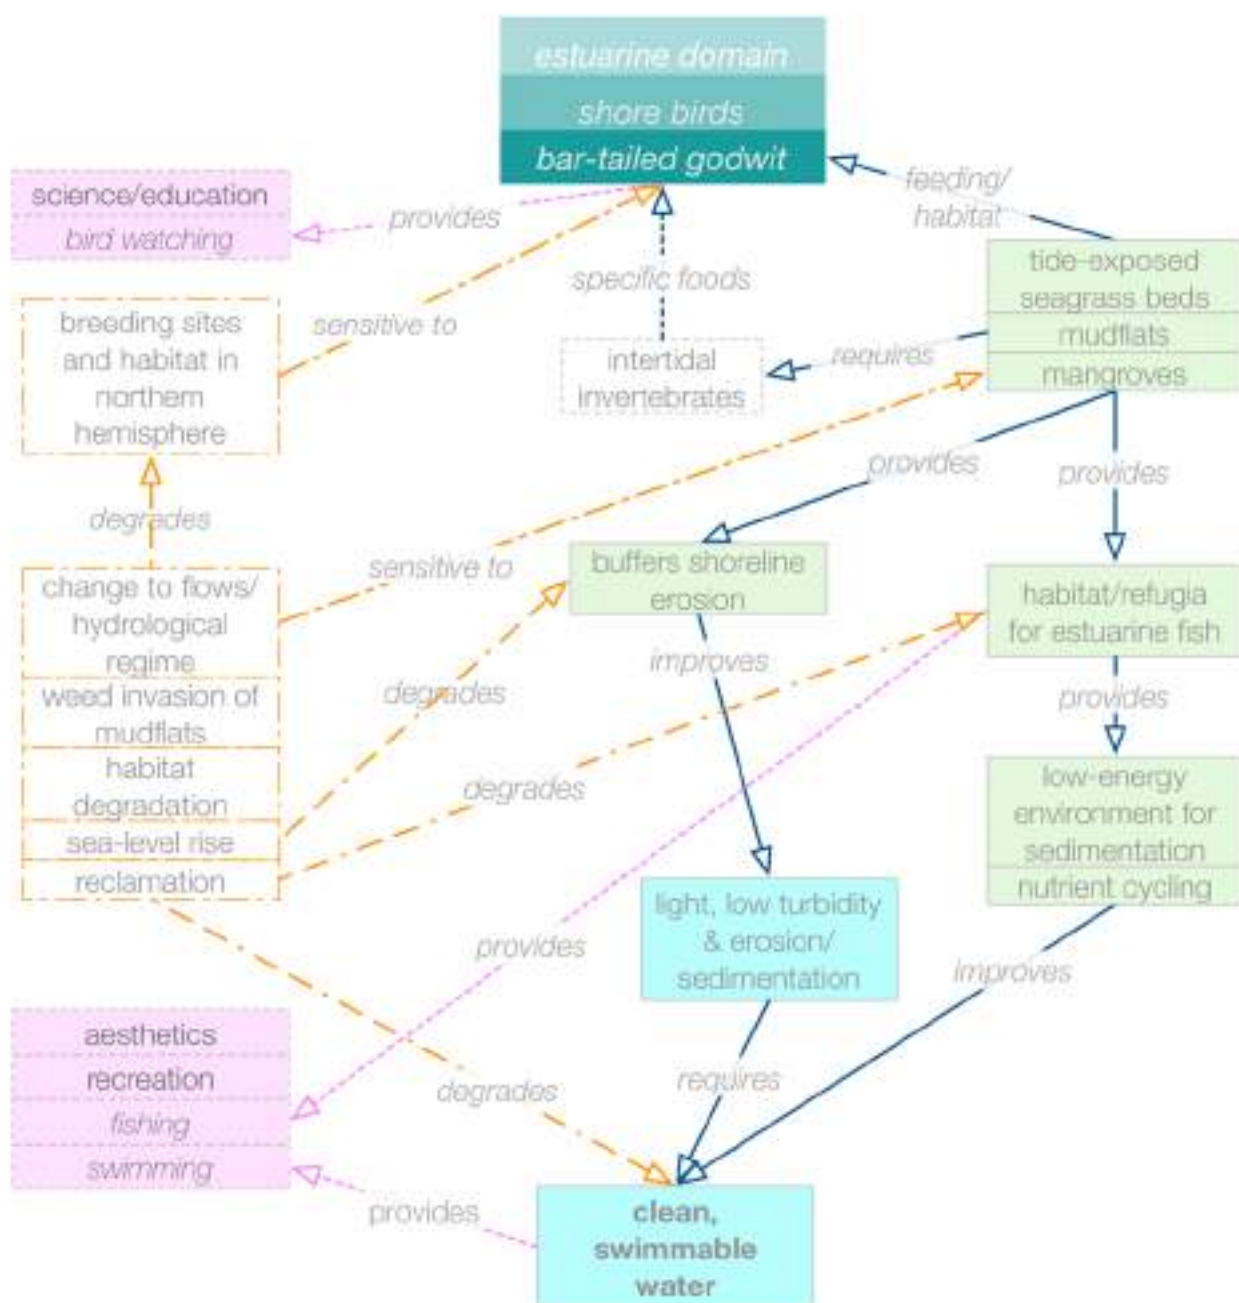 estuarine domain
shore birds
bar-tailed godwit
science/education
bird watching
provides
feeding/
habitat
tide-exposed
seagrass beds
mudflats
mangroves
specific foods
breeding sites
and habitat in
northern
hemisphere
sensitive to
intertidal
invertebrates
requires
provides
provides
degrades
sensitive to
buffers shoreline
erosion
habitat/refugia
for estuarine fish
change to flows/
hydrological
regime
weed invasion of
mudflats
habitat
degradation
sea-level rise
reclamation
degrades
improves
provides
degrades
low-energy
environment for
sedimentation
nutrient cycling
light, low turbidity
& erosion/
sedimentation
provides
improves
aesthetics
recreation
fishing
swimming
degrades
requires
provides
clean,
swimmable
water